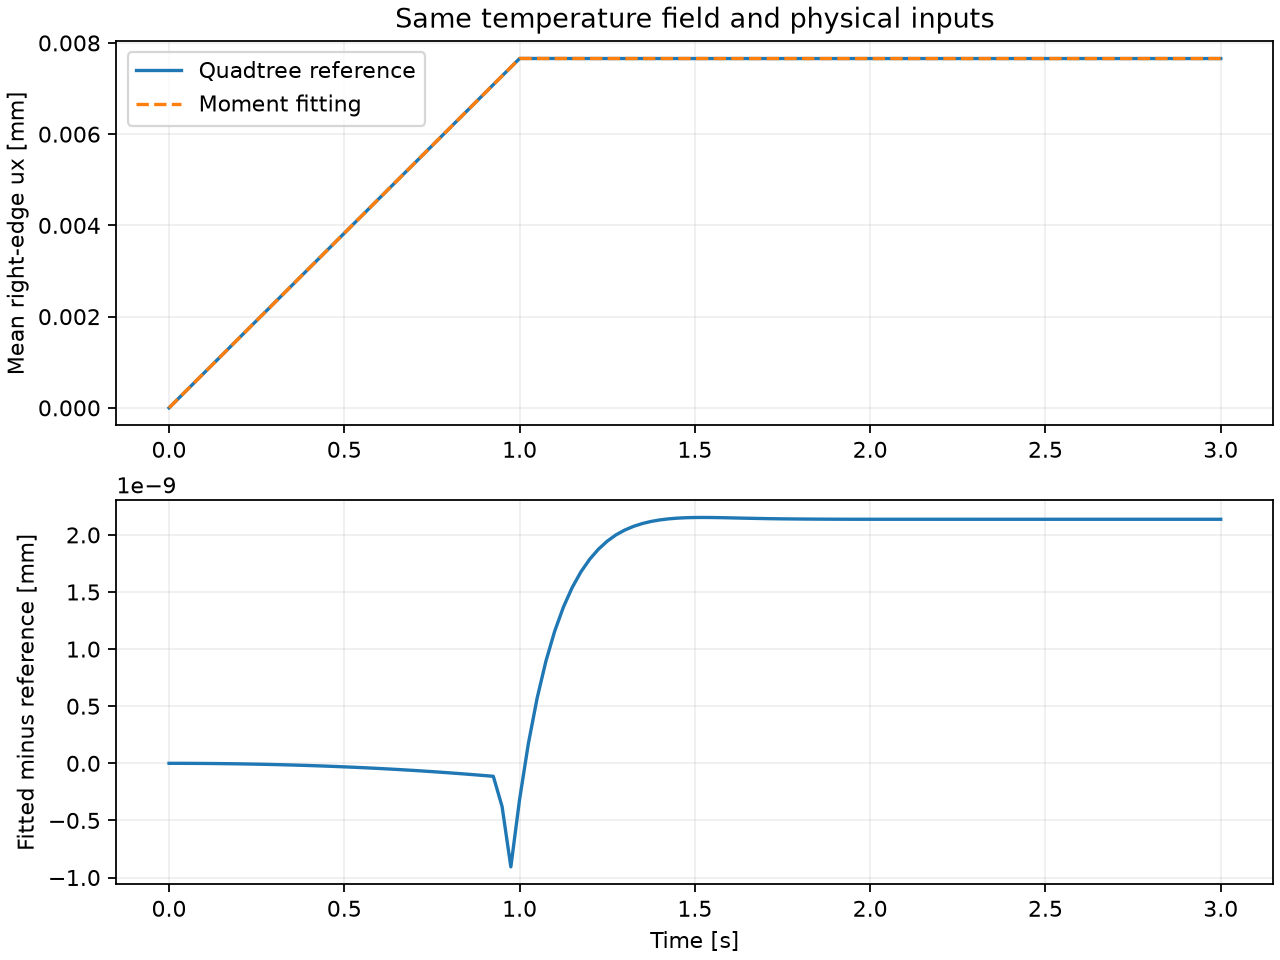 Same temperature field and physical inputs
Mean right-edge ux [mm]
0.008
0.006
0.004
0.002
0.000
Quadtree reference
Moment fitting
0.0 0.5 1.0 1.5 2.0 2.5 3.0
1e−9
Fitted minus reference [mm]
2.0
1.5
1.0
0.5
0.0
−0.5
−1.0
0.0 0.5 1.0 1.5 2.0 2.5 3.0
Time [s]